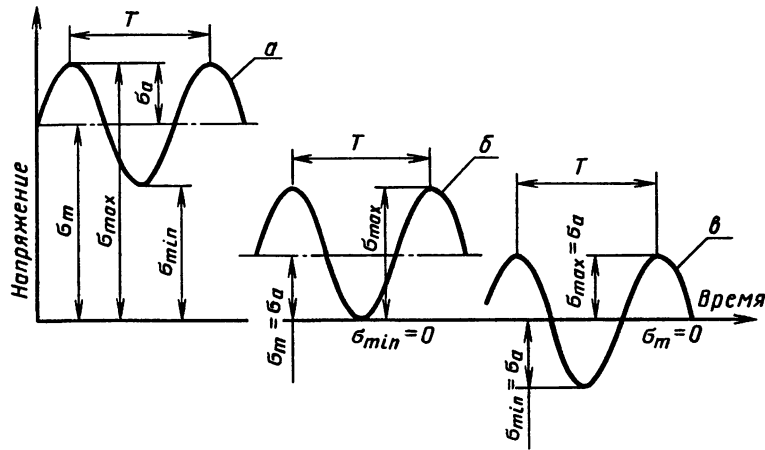 Напряжение
T
а
σa
σm
σmax
σmin
T
б
σmax
σm = σa
σmin = 0
T
в
σmax = σa
Время
σm = 0
σmin = σa